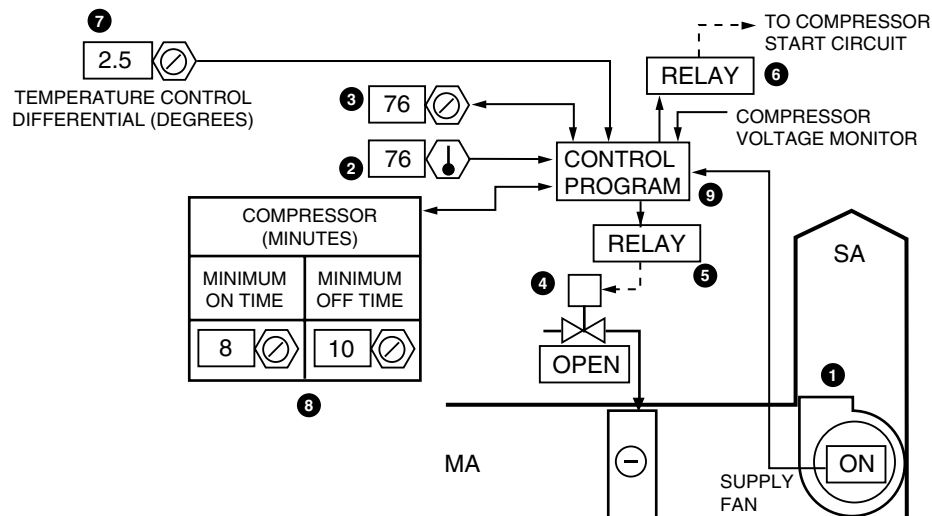 7
TO COMPRESSOR
START CIRCUIT
2.5
RELAY
6
TEMPERATURE CONTROL
DIFFERENTIAL (DEGREES)
3
76
COMPRESSOR
VOLTAGE MONITOR
2
76
CONTROL
PROGRAM
9
COMPRESSOR
(MINUTES)
MINIMUM
ON TIME
MINIMUM
OFF TIME
8
10
8
RELAY
5
4
OPEN
SA
1
MA
ON
SUPPLY
FAN